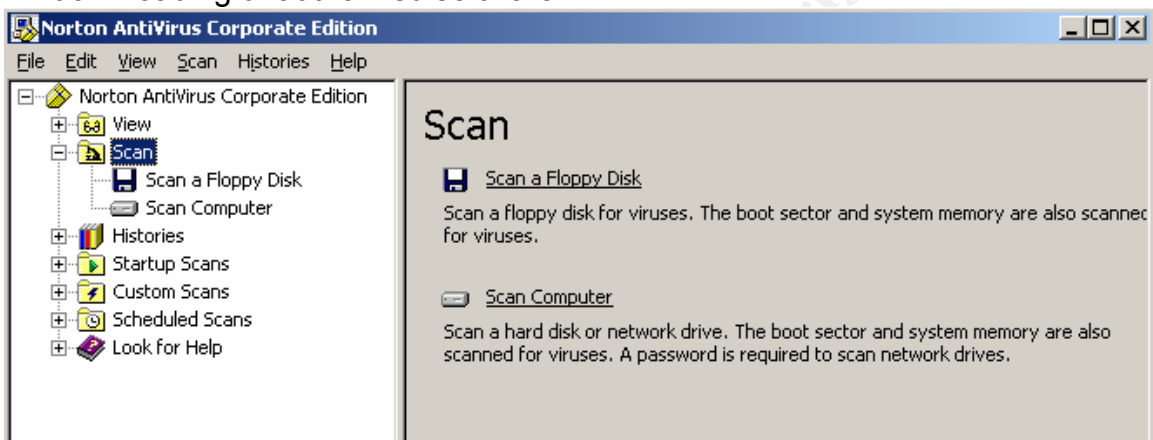 Norton AntiVirus Corporate Edition
File Edit View Scan Histories Help
Norton AntiVirus Corporate Edition
View
Scan
Scan a Floppy Disk
Scan Computer
Histories
Startup Scans
Custom Scans
Scheduled Scans
Look for Help
Scan
Scan a Floppy Disk
Scan a floppy disk for viruses. The boot sector and system memory are also scanned
for viruses.
Scan Computer
Scan a hard disk or network drive. The boot sector and system memory are also
scanned for viruses. A password is required to scan network drives.